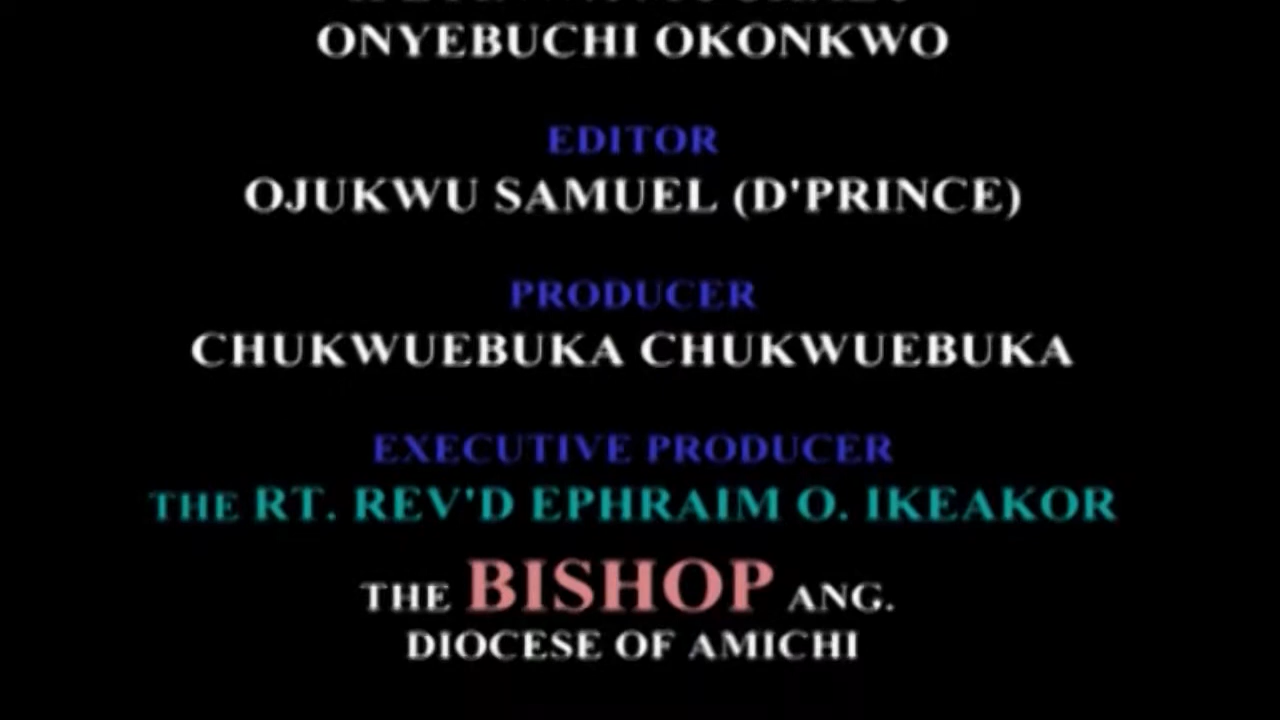 ONYEBUCHI OKONKWO
EDITOR
OJUKWU SAMUEL (D'PRINCE)
PRODUCER
CHUKWUEBUKA CHUKWUEBUKA
EXECUTIVE PRODUCER
THE RT. REV'D EPHRAIM O. IKEAKOR
THE BISHOP ANG.
DIOCESE OF AMICHI